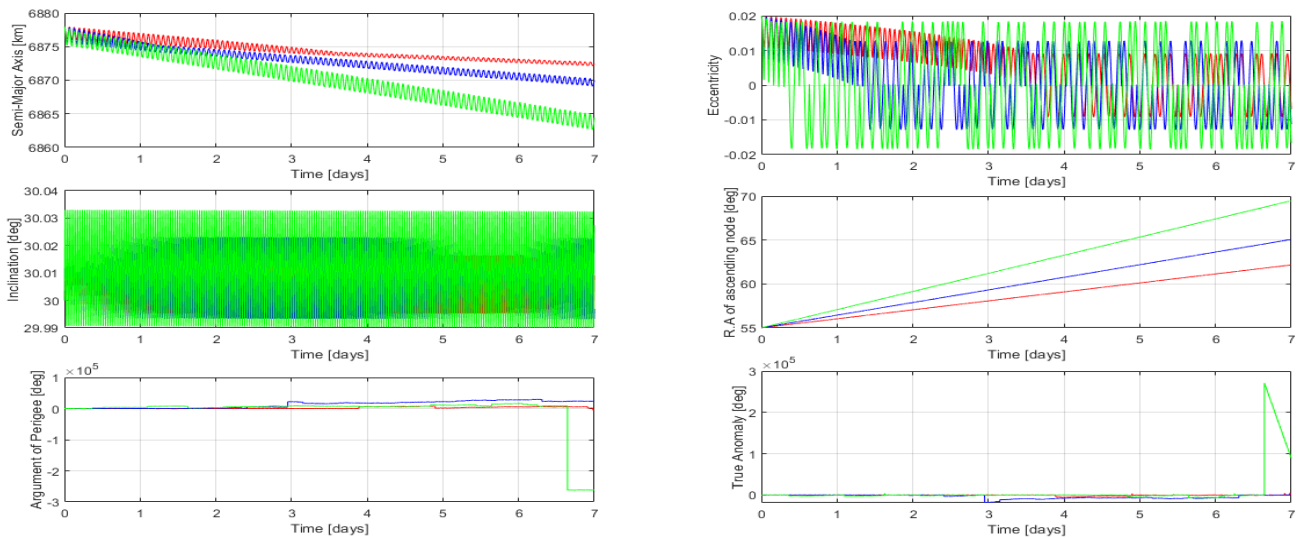 Semi-Major Axis [km]
6880
6875
6870
6865
6860
0 1 2 3 4 5 6 7
Time [days]
Eccentricity
0.02
0.01
0
-0.01
-0.02
0 1 2 3 4 5 6 7
Time [days]
Inclination [deg]
30.04
30.03
30.02
30.01
30
29.99
0 1 2 3 4 5 6 7
Time [days]
R.A of ascending node [deg]
70
65
60
55
0 1 2 3 4 5 6 7
Time [days]
Argument of Perigee [deg]
× 10⁵
1
0
-1
-2
-3
0 1 2 3 4 5 6 7
Time [days]
True Anomaly [deg]
× 10⁵
3
2
1
0
0 1 2 3 4 5 6 7
Time [days]